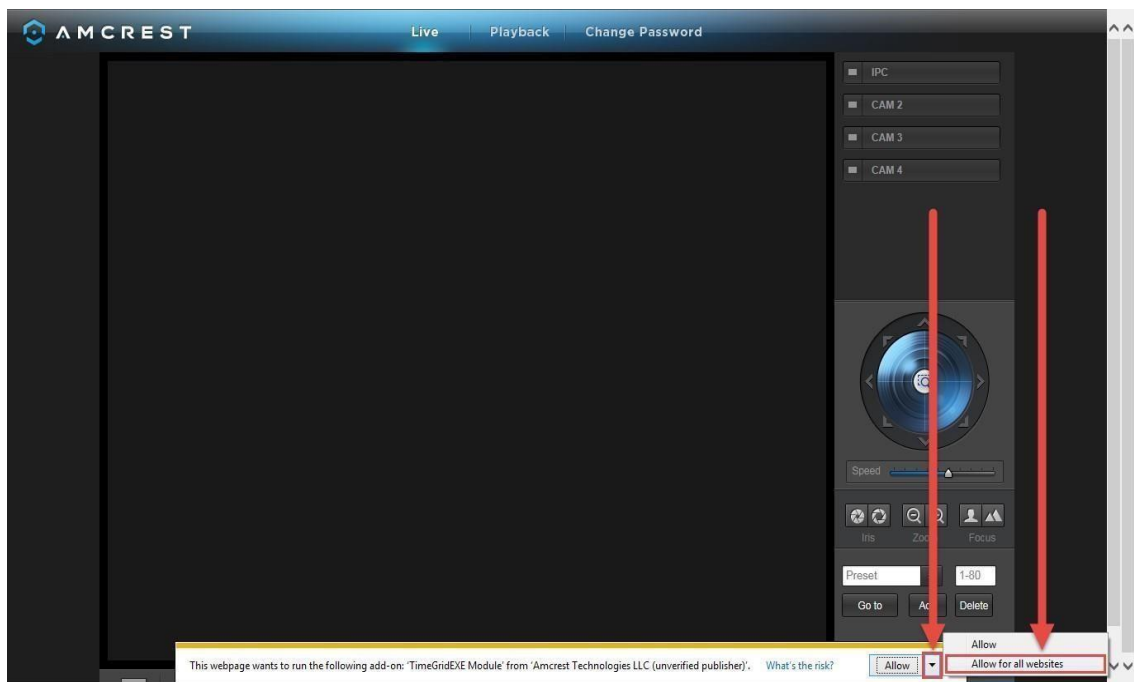 AMCREST
Live Playback Change Password
IPC
CAM 2
CAM 3
CAM 4
Speed
Iris Focus
Preset 1-80
Go to Delete
Allow
This webpage wants to run the following add-on: 'TimeGridEXE Module' from 'Amcrest Technologies LLC (unverified publisher)'. What's the risk? Allow
Allow for all websites